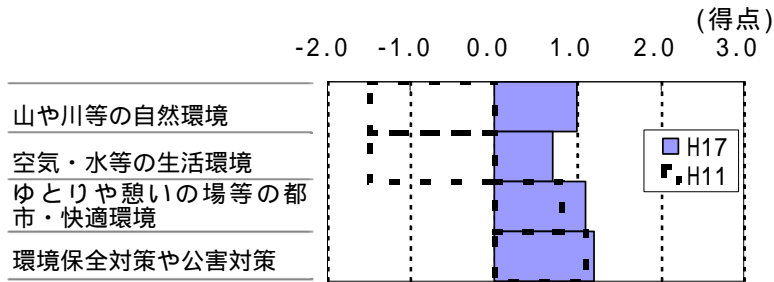 (得点)
-2.0 -1.0 0.0 1.0 2.0 3.0
山や川等の自然環境
空気・水等の生活環境
ゆとりや憩いの場等の都
市・快適環境
環境保全対策や公害対策
H17
H11